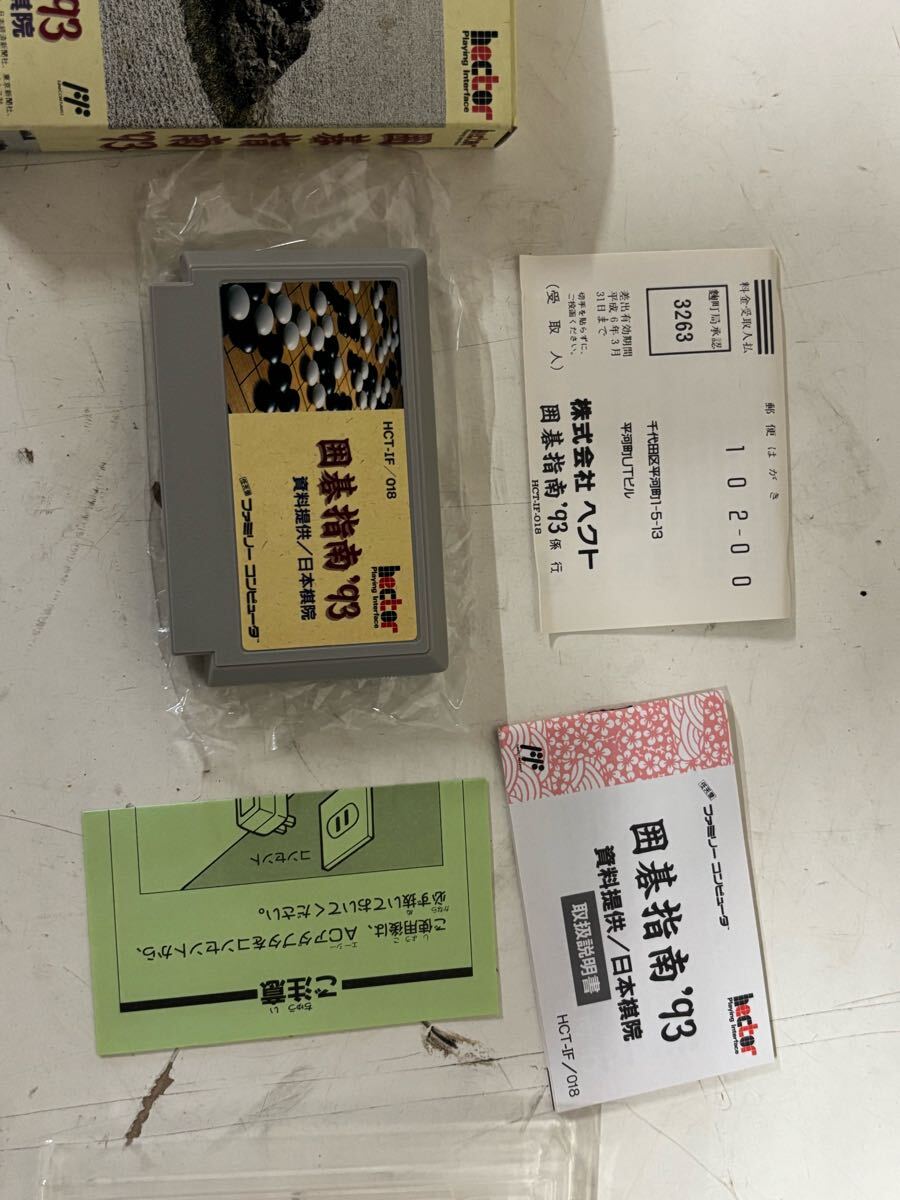 hector
Playing Interface
'93
棋院
囲碁指南'93
HCT-IF/018
囲碁指南'93
資料提供/日本棋院
任天堂
ファミリーコンピュータ™
hector
Playing Interface
郵便はがき
102-00
料金受取人払
麹町局承認
3263
差出有効期間
平成6年3月
31日まで
切手を貼らずに、
ご投函ください。
(受取人)
千代田区平河町1-5-13
平河町UTビル
株式会社 ヘクト
囲碁指南'93係行
HCT-IF-018
ご注意
ちゅうい
ご使用後は、ACアダプタをコンセントから、
必ず抜いておいてください。
コンセント
任天堂
ファミリーコンピュータ™
囲碁指南'93
資料提供/日本棋院
取扱説明書
HCT-IF/018
hector
Playing Interface